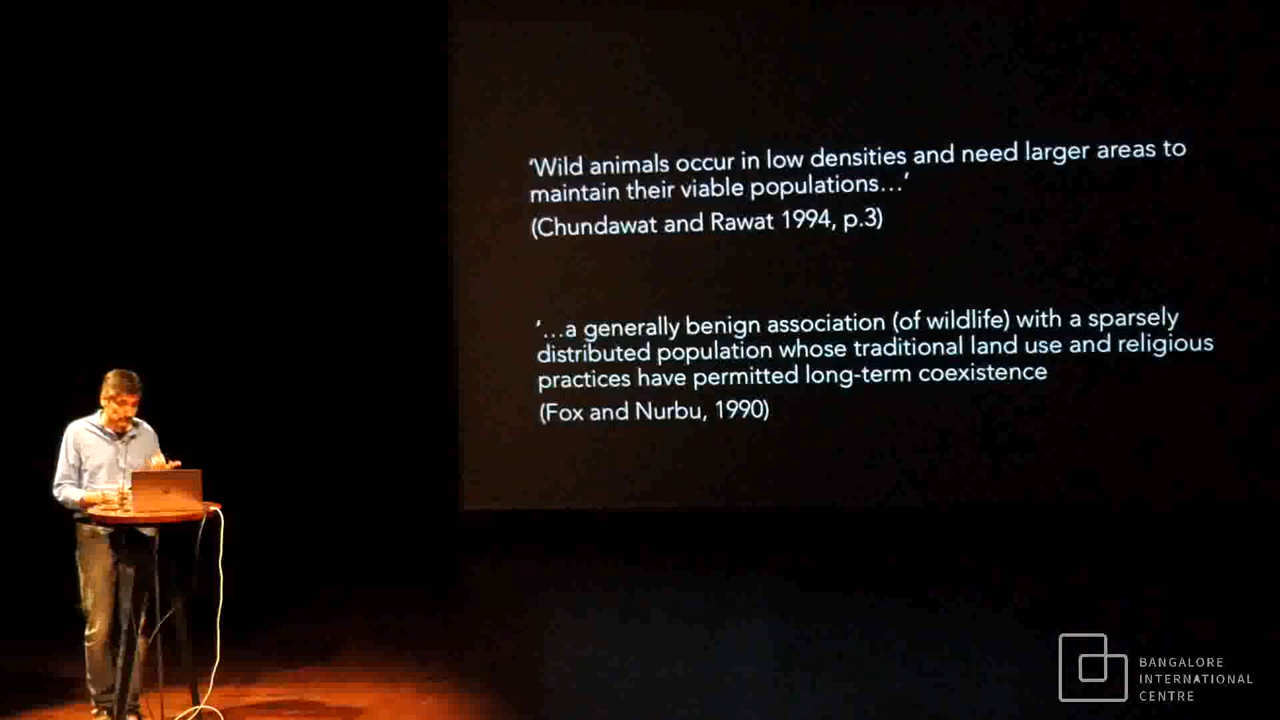 ‘Wild animals occur in low densities and need larger areas to
maintain their viable populations…’
(Chundawat and Rawat 1994, p.3)
‘…a generally benign association (of wildlife) with a sparsely
distributed population whose traditional land use and religious
practices have permitted long-term coexistence
(Fox and Nurbu, 1990)
BANGALORE
INTERNATIONAL
CENTRE